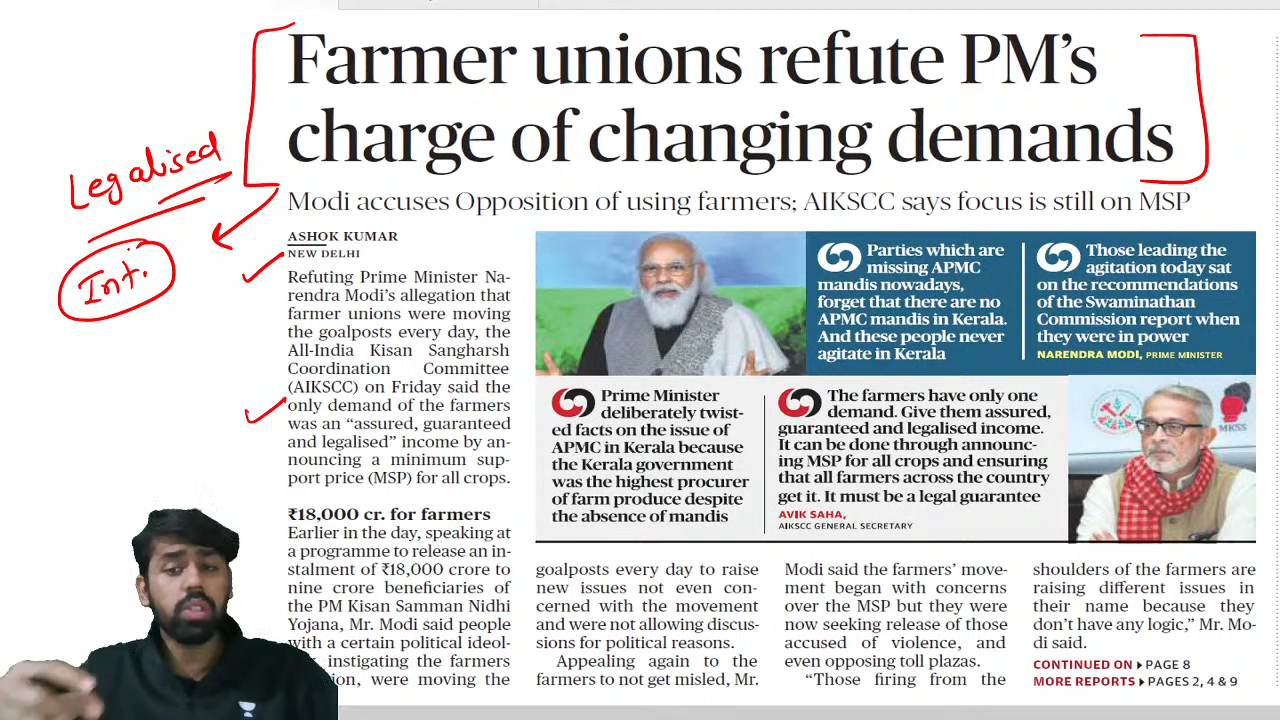 Farmer unions refute PM's
charge of changing demands
Legalised
Int.
Modi accuses Opposition of using farmers; AIKSCC says focus is still on MSP
ASHOK KUMAR
NEW DELHI
Refuting Prime Minister Na-
rendra Modi's allegation that
farmer unions were moving
the goalposts every day, the
All-India Kisan Sangharsh
Coordination Committee
(AIKSCC) on Friday said the
only demand of the farmers
was an "assured, guaranteed
and legalised" income by an-
nouncing a minimum sup-
port price (MSP) for all crops.
₹18,000 cr. for farmers
Earlier in the day, speaking at
a programme to release an in-
stalment of ₹18,000 crore to
nine crore beneficiaries of
the PM Kisan Samman Nidhi
Yojana, Mr. Modi said people
with a certain political ideol-
instigating the farmers
were moving the
Parties which are
missing APMC
mandis nowadays,
forget that there are no
APMC mandis in Kerala.
And these people never
agitate in Kerala
Those leading the
agitation today sat
on the recommendations
of the Swaminathan
Commission report when
they were in power
NARENDRA MODI, PRIME MINISTER
Prime Minister
deliberately twist-
ed facts on the issue of
APMC in Kerala because
the Kerala government
was the highest procurer
of farm produce despite
the absence of mandis
The farmers have only one
demand. Give them assured,
guaranteed and legalised income.
It can be done through announc-
ing MSP for all crops and ensuring
that all farmers across the country
get it. It must be a legal guarantee
AVIK SAHA,
AIKSCC GENERAL SECRETARY
MKSS
goalposts every day to raise
new issues not even con-
cerned with the movement
and were not allowing discus-
sions for political reasons.
Appealing again to the
farmers to not get misled, Mr.
Modi said the farmers' move-
ment began with concerns
over the MSP but they were
now seeking release of those
accused of violence, and
even opposing toll plazas.
"Those firing from the
shoulders of the farmers are
raising different issues in
their name because they
don't have any logic," Mr. Mo-
di said.
CONTINUED ON PAGE 8
MORE REPORTS PAGES 2, 4 & 9